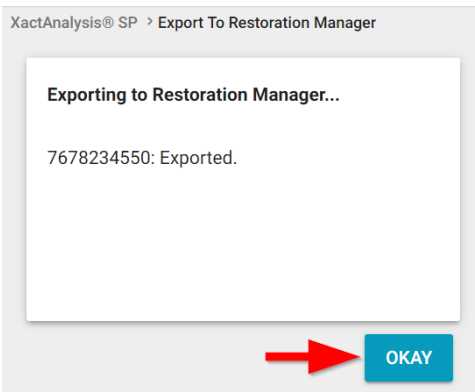 XactAnalysis® SP > Export To Restoration Manager
Exporting to Restoration Manager...
7678234550: Exported.
OKAY